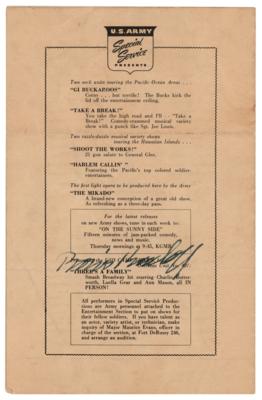 U.S. ARMY
Special
Service
PRESENTS
Two swell units touring the Pacific Ocean Areas . . .
"GI BUCKAROOS"
Corny . . . but terrific! The Bucks kick the
lid off the entertainment ceiling.
"TAKE A BREAK!"
You take the high road and I'll - "Take a
Break!" Comedy-crammed musical variety
show with a punch like Sgt. Joe Louis.
Two razzle-dazzle musical variety shows
touring the Hawaiian Islands . . .
"SHOOT THE WORKS!"
21 gun salute to General Glee.
"HARLEM CALLIN'"
Featuring the Pacific's top colored soldier-
entertainers.
The first light opera to be produced here by the Army
"THE MIKADO"
A brand-new conception of a great old show.
As refreshing as a three-day pass.
For the latest releases
on new Army shows, tune in each week to:
"ON THE SUNNY SIDE"
Fifteen minutes of jam-packed comedy,
news and music.
Thursday mornings at 9:45, KGMB
Boris Karloff
"THREE'S A FAMILY"
Smash Broadway hit starring Charles Butter-
worth, Luella Gear and Ann Mason, all IN
PERSON!
All performers in Special Service Produc-
tions are Army personnel attached to the
Entertainment Section to put on shows for
their fellow soldiers. If you have talent as
an actor, variety artist, or technician, make
inquiry of Major Maurice Evans, officer in
charge of the section, at Fort DeRussy 246,
and arrange an audition.